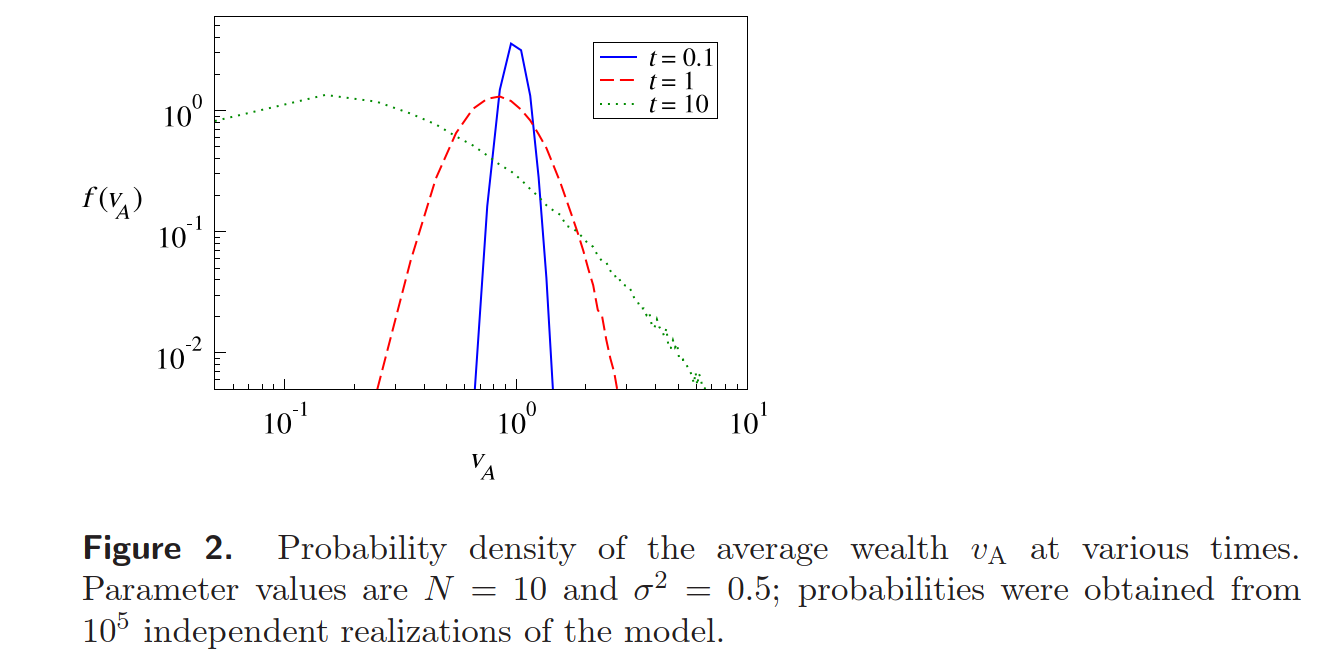 t = 0.1
t = 1
t = 10
10^0
f(v_A)
10^-1
10^-2
10^-1 10^0 10^1
v_A
Figure 2. Probability density of the average wealth v_A at various times.
Parameter values are N = 10 and σ² = 0.5; probabilities were obtained from
10^5 independent realizations of the model.